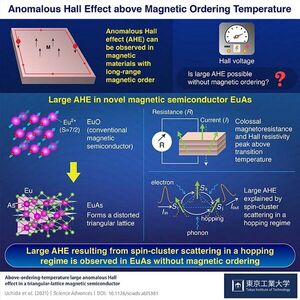 Anomalous Hall Effect above Magnetic Ordering Temperature
Anomalous Hall
effect (AHE) can
be observed in
magnetic
materials with
long-range
magnetic order
M
Hall voltage
Is large AHE possible
without magnetic ordering?
?
Large AHE in novel magnetic semiconductor EuAs
Eu²⁺
(S=7/2)
EuO
(conventional
magnetic
semiconductor)
Eu
As
EuAs
Forms a distorted
triangular lattice
Resistance (R)
Current (I)
R
Colossal
magnetoresistance
and Hall resistivity
peak above
transition
temperature
electron
hopping
phonon
Large AHE
explained by
spin-cluster
scattering in a
hopping regime
Large AHE resulting from spin-cluster scattering in a hopping
regime is observed in EuAs without magnetic ordering
Above-ordering-temperature large anomalous Hall
effect in a triangular-lattice magnetic semiconductor
Uchida et al. (2021) | Science Advances | DOI: 10.1126/sciadv.abl5381
東京工業大学
Tokyo Institute of Technology